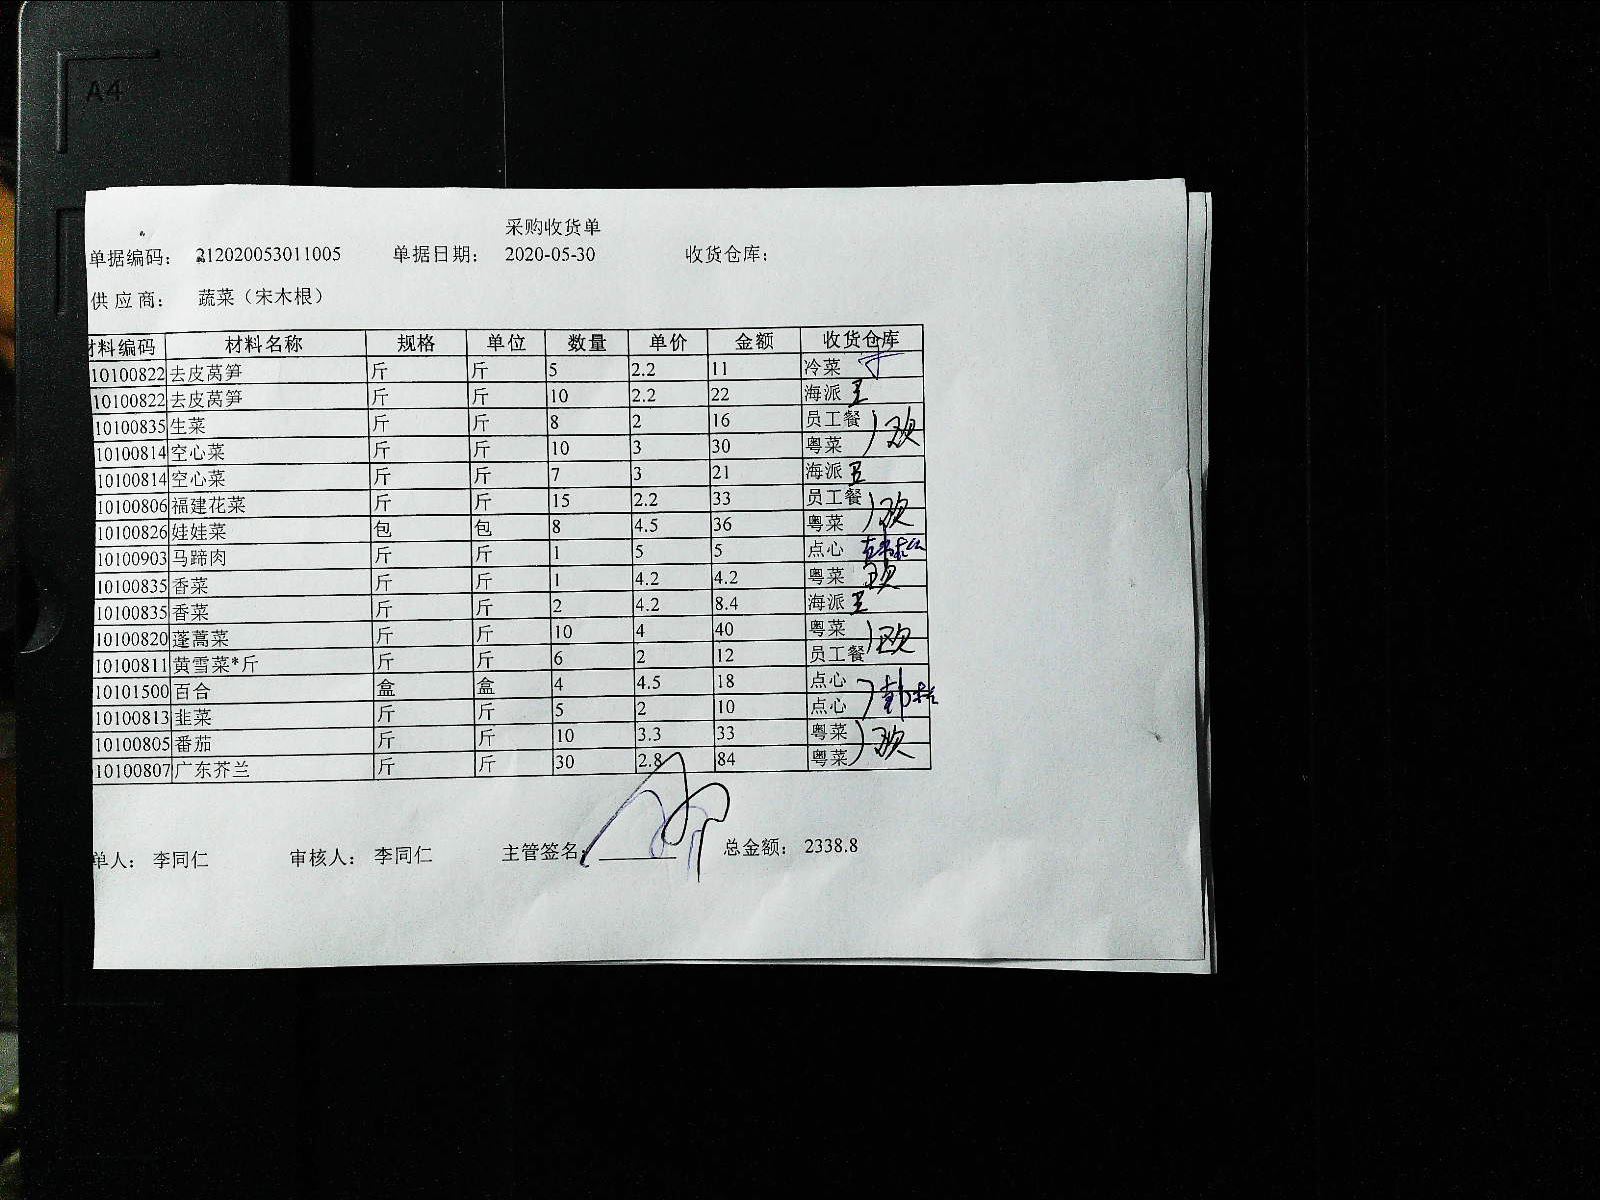 A4
采购收货单
单据编码： 212020053011005 单据日期： 2020-05-30 收货仓库：
供应商： 蔬菜（宋木根）
材料编码 材料名称 规格 单位 数量 单价 金额 收货仓库
10100822 去皮莴笋 斤 斤 5 2.2 11 冷菜
10100822 去皮莴笋 斤 斤 10 2.2 22 海派 王
10100835 生菜 斤 斤 8 2 16 员工餐
10100814 空心菜 斤 斤 10 3 30 粤菜
10100814 空心菜 斤 斤 7 3 21 海派 王
10100806 福建花菜 斤 斤 15 2.2 33 员工餐
10100826 娃娃菜 包 包 8 4.5 36 粤菜
10100903 马蹄肉 斤 斤 1 5 5 点心
10100835 香菜 斤 斤 1 4.2 4.2 粤菜
10100835 香菜 斤 斤 2 4.2 8.4 海派 王
10100820 蓬蒿菜 斤 斤 10 4 40 粤菜
10100811 黄雪菜*斤 斤 斤 6 2 12 员工餐
10101500 百合 盒 盒 4 4.5 18 点心
10100813 韭菜 斤 斤 5 2 10 点心
10100805 番茄 斤 斤 10 3.3 33 粤菜
10100807 广东芥兰 斤 斤 30 2.8 84 粤菜
单人： 李同仁 审核人： 李同仁 主管签名： 总金额： 2338.8